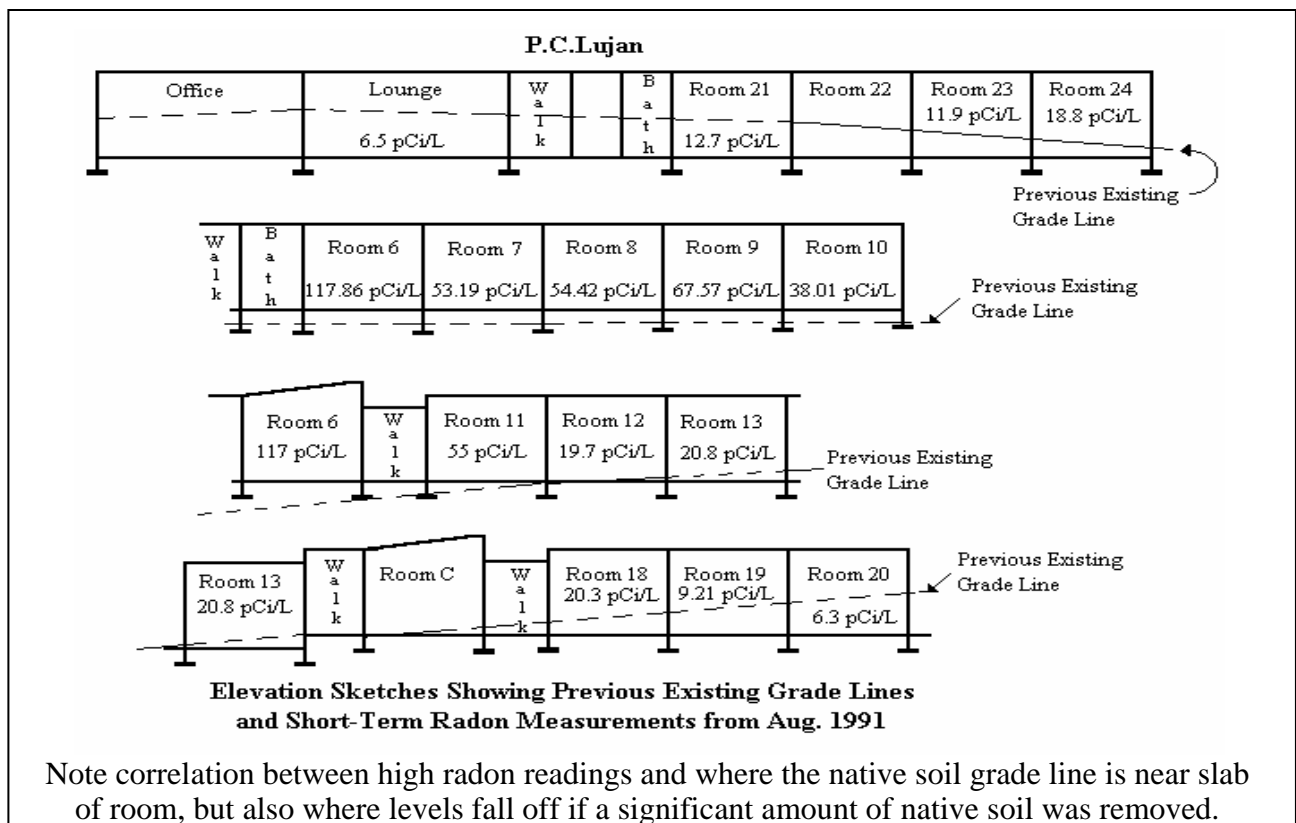 P.C.Lujan
Office Lounge Walk Bath Room 21 Room 22 Room 23 Room 24
11.9 pCi/L 18.8 pCi/L
6.5 pCi/L 12.7 pCi/L
Previous Existing
Grade Line
Walk Bath Room 6 Room 7 Room 8 Room 9 Room 10
117.86 pCi/L 53.19 pCi/L 54.42 pCi/L 67.57 pCi/L 38.01 pCi/L
Previous Existing
Grade Line
Room 6 Walk Room 11 Room 12 Room 13
117 pCi/L 55 pCi/L 19.7 pCi/L 20.8 pCi/L
Previous Existing
Grade Line
Room 13 Walk Room C Walk Room 18 Room 19 Room 20
20.8 pCi/L 20.3 pCi/L 9.21 pCi/L
6.3 pCi/L
Previous Existing
Grade Line
Elevation Sketches Showing Previous Existing Grade Lines
and Short-Term Radon Measurements from Aug. 1991
Note correlation between high radon readings and where the native soil grade line is near slab
of room, but also where levels fall off if a significant amount of native soil was removed.